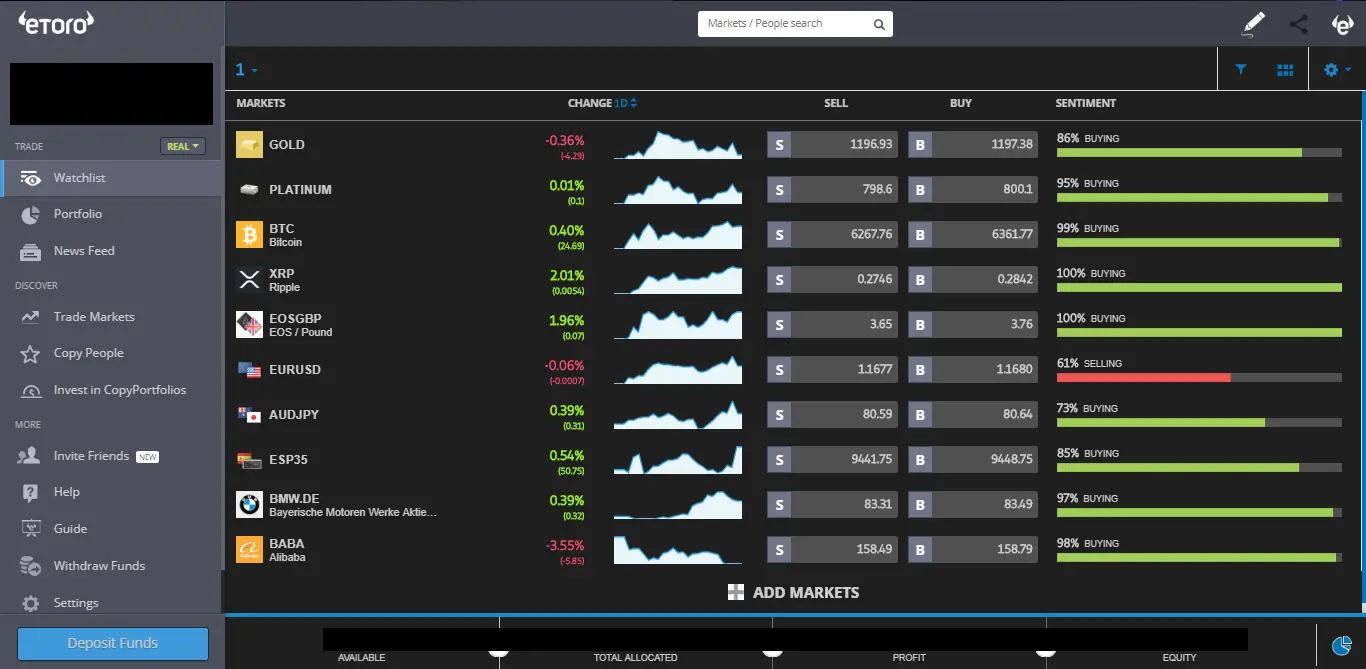 eToro
Markets / People search
TRADE
REAL
Watchlist
Portfolio
News Feed
DISCOVER
Trade Markets
Copy People
Invest in CopyPortfolios
MORE
Invite Friends NEW
Help
Guide
Withdraw Funds
Settings
Deposit Funds
1
MARKETS CHANGE 1D SELL BUY SENTIMENT
GOLD -0.36% (-4.29) S 1196.93 B 1197.38 86% BUYING
PLATINUM 0.01% (0.1) S 798.6 B 800.1 95% BUYING
BTC Bitcoin 0.40% (24.69) S 6267.76 B 6361.77 99% BUYING
XRP Ripple 2.01% (0.0054) S 0.2746 B 0.2842 100% BUYING
EOSGBP EOS / Pound 1.96% (0.07) S 3.65 B 3.76 100% BUYING
EURUSD -0.06% (-0.0007) S 1.1677 B 1.1680 61% SELLING
AUDJPY 0.39% (0.31) S 80.59 B 80.64 73% BUYING
ESP35 0.54% (50.75) S 9441.75 B 9448.75 85% BUYING
BMW.DE Bayerische Motoren Werke Aktie... 0.39% (0.32) S 83.31 B 83.49 97% BUYING
BABA Alibaba -3.55% (-5.85) S 158.49 B 158.79 98% BUYING
ADD MARKETS
AVAILABLE TOTAL ALLOCATED PROFIT EQUITY